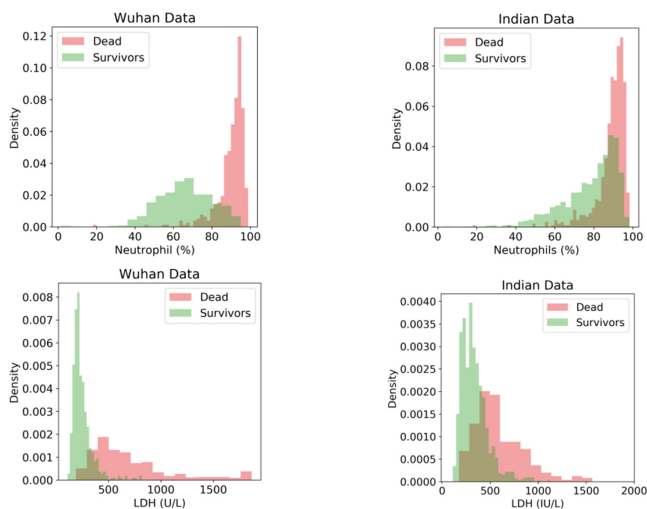 Wuhan Data
Dead
Survivors
0.12
0.10
0.08
0.06
0.04
0.02
0.00
Density
0 20 40 60 80 100
Neutrophil (%)
Indian Data
Dead
Survivors
0.08
0.06
0.04
0.02
0.00
Density
0 20 40 60 80 100
Neutrophils (%)
Wuhan Data
Dead
Survivors
0.008
0.007
0.006
0.005
0.004
0.003
0.002
0.001
0.000
Density
500 1000 1500
LDH (U/L)
Indian Data
Dead
Survivors
0.0040
0.0035
0.0030
0.0025
0.0020
0.0015
0.0010
0.0005
0.0000
Density
0 500 1000 1500 2000
LDH (IU/L)